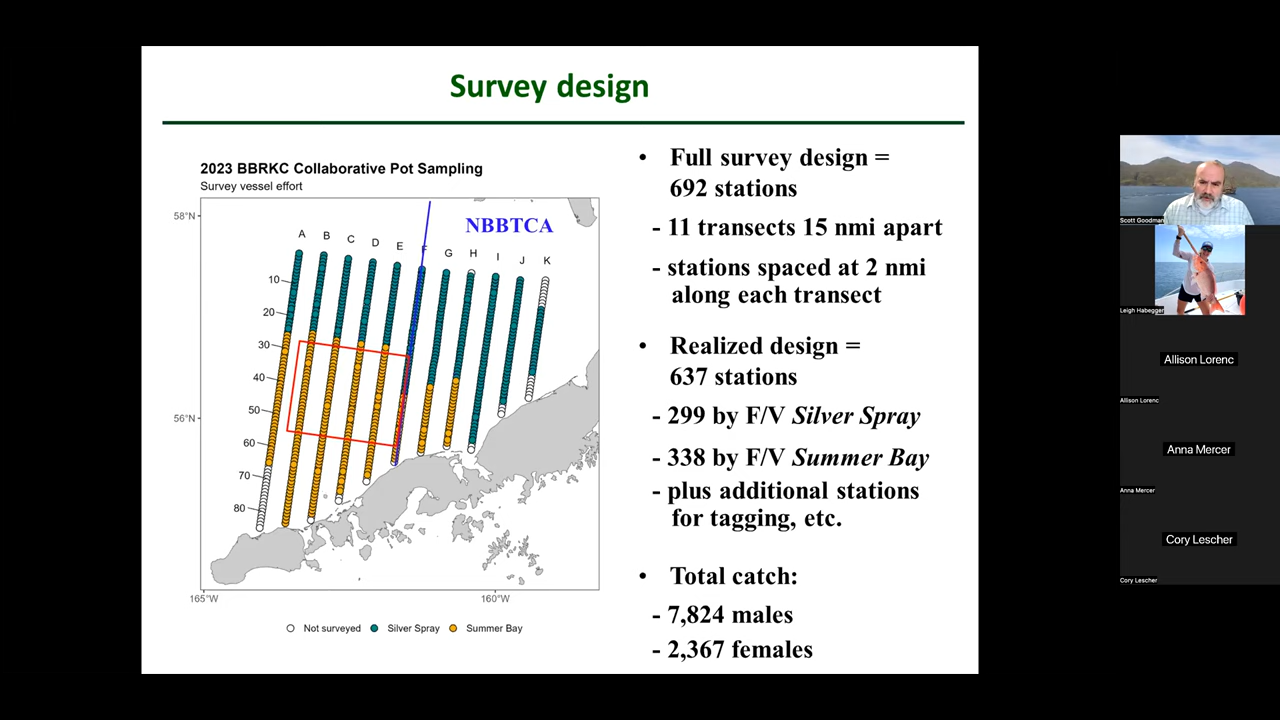 Survey design
2023 BBRKC Collaborative Pot Sampling
Survey vessel effort
58°N
56°N
NBBTCA
A B C D E F G H I J K
10
20
30
40
50
60
70
80
165°W
160°W
Not surveyed Silver Spray Summer Bay
• Full survey design =
692 stations
- 11 transects 15 nmi apart
- stations spaced at 2 nmi
along each transect
• Realized design =
637 stations
- 299 by F/V Silver Spray
- 338 by F/V Summer Bay
- plus additional stations
for tagging, etc.
• Total catch:
- 7,824 males
- 2,367 females
Scott Goodman
Leigh Habegger
Allison Lorenc
Allison Lorenc
Anna Mercer
Anna Mercer
Cory Lescher
Cory Lescher